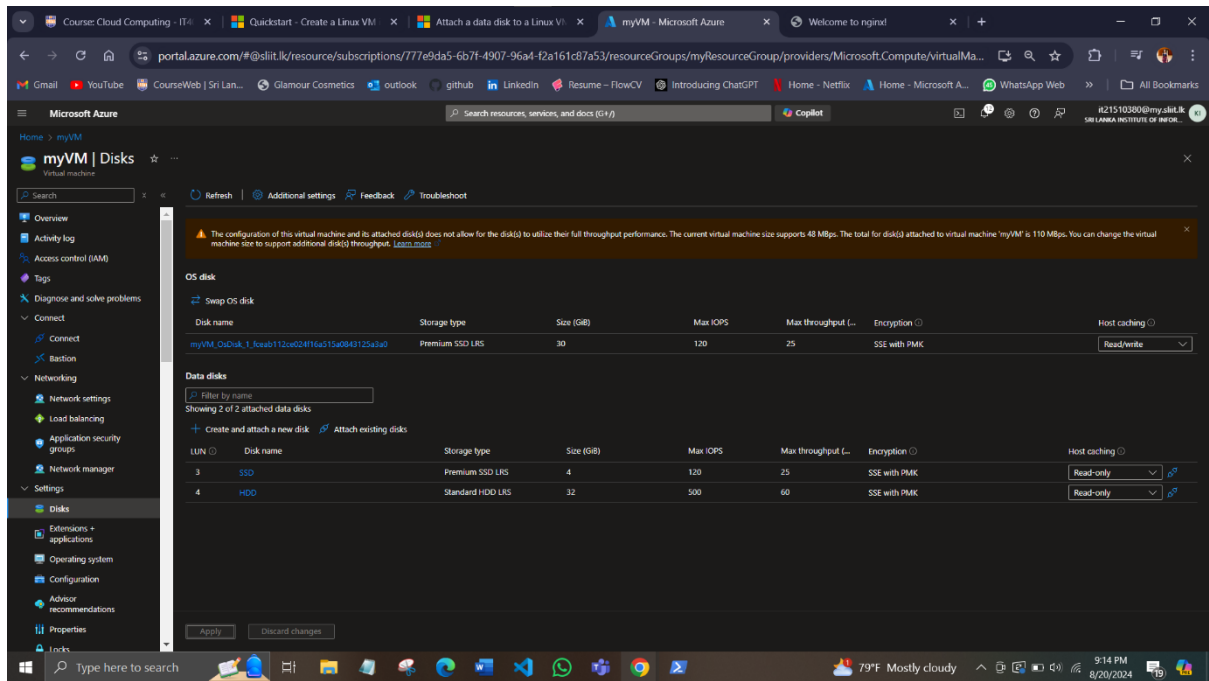 Course: Cloud Computing - IT4
Quickstart - Create a Linux VM
Attach a data disk to a Linux VM
myVM - Microsoft Azure
Welcome to nginx!
portal.azure.com/#@sliit.lk/resource/subscriptions/777e9da5-6b7f-4907-96a4-f2a161c87a53/resourceGroups/myResourceGroup/providers/Microsoft.Compute/virtualMa...
Gmail YouTube CourseWeb | Sri Lan... Glamour Cosmetics outlook github LinkedIn Resume – FlowCV Introducing ChatGPT Home - Netflix Home - Microsoft A... WhatsApp Web » All Bookmarks
Microsoft Azure
Search resources, services, and docs (G+/)
Copilot
12
it21510380@my.sliit.lk
SRI LANKA INSTITUTE OF INFOR...
KI
Home > myVM
myVM | Disks
Virtual machine
Search
Refresh Additional settings Feedback Troubleshoot
Overview
Activity log
Access control (IAM)
Tags
Diagnose and solve problems
Connect
Connect
Bastion
Networking
Network settings
Load balancing
Application security
groups
Network manager
Settings
Disks
Extensions +
applications
Operating system
Configuration
Advisor
recommendations
Properties
Locks
The configuration of this virtual machine and its attached disk(s) does not allow for the disk(s) to utilize their full throughput performance. The current virtual machine size supports 48 MBps. The total for disk(s) attached to virtual machine 'myVM' is 110 MBps. You can change the virtual
machine size to support additional disk(s) throughput. Learn more
OS disk
Swap OS disk
Disk name Storage type Size (GiB) Max IOPS Max throughput (... Encryption Host caching
myVM_OsDisk_1_fceab112ce024f16a515a0843125a3a0 Premium SSD LRS 30 120 25 SSE with PMK Read/write
Data disks
Filter by name
Showing 2 of 2 attached data disks
Create and attach a new disk Attach existing disks
LUN Disk name Storage type Size (GiB) Max IOPS Max throughput (... Encryption Host caching
3 SSD Premium SSD LRS 4 120 25 SSE with PMK Read-only
4 HDD Standard HDD LRS 32 500 60 SSE with PMK Read-only
Apply Discard changes
Type here to search
79°F Mostly cloudy
9:14 PM
8/20/2024
19